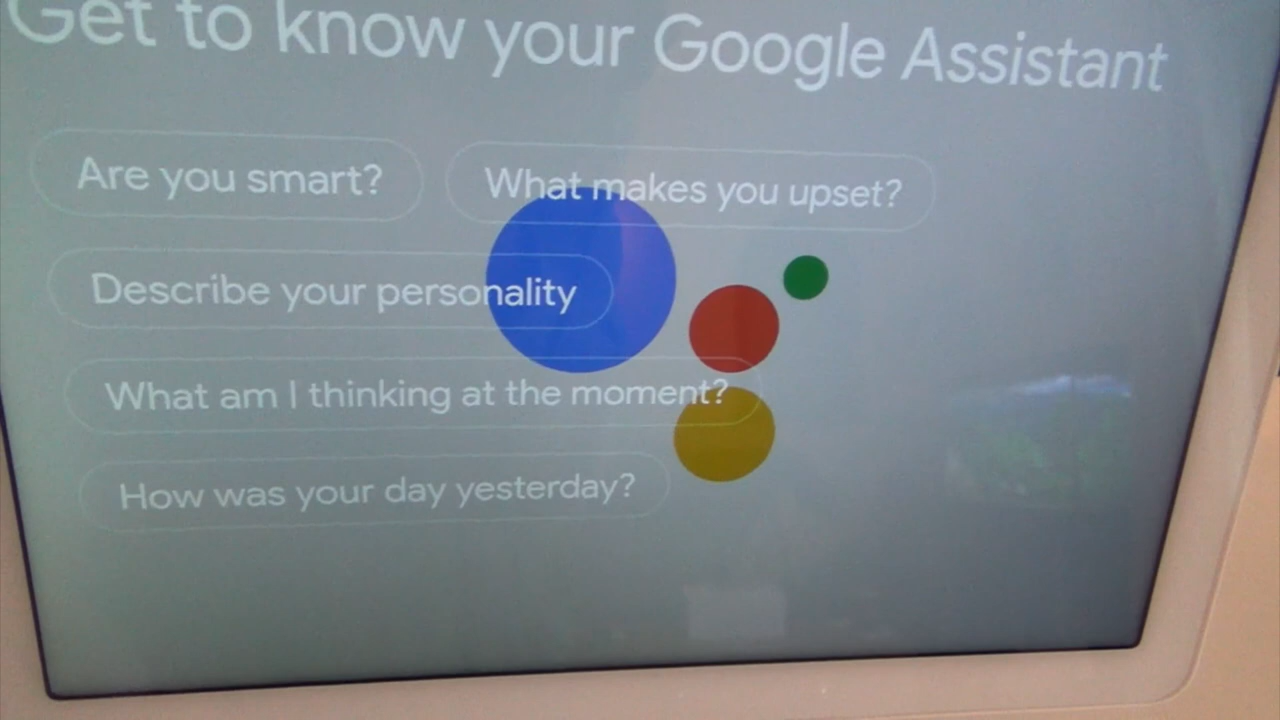 Get to know your Google Assistant
Are you smart?
What makes you upset?
Describe your personality
What am I thinking at the moment?
How was your day yesterday?